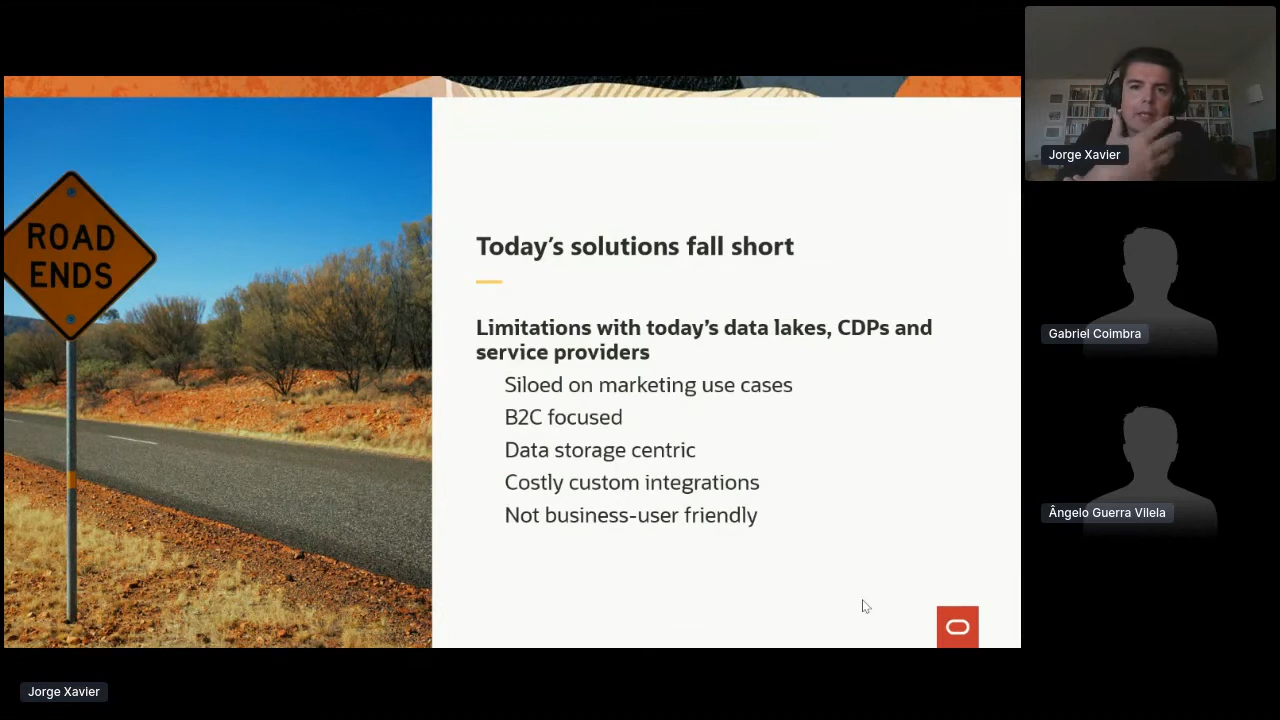 ROAD
ENDS
Today's solutions fall short
Limitations with today's data lakes, CDPs and
service providers
Siloed on marketing use cases
B2C focused
Data storage centric
Costly custom integrations
Not business-user friendly
Jorge Xavier
Gabriel Coimbra
Ângelo Guerra Vilela
Jorge Xavier